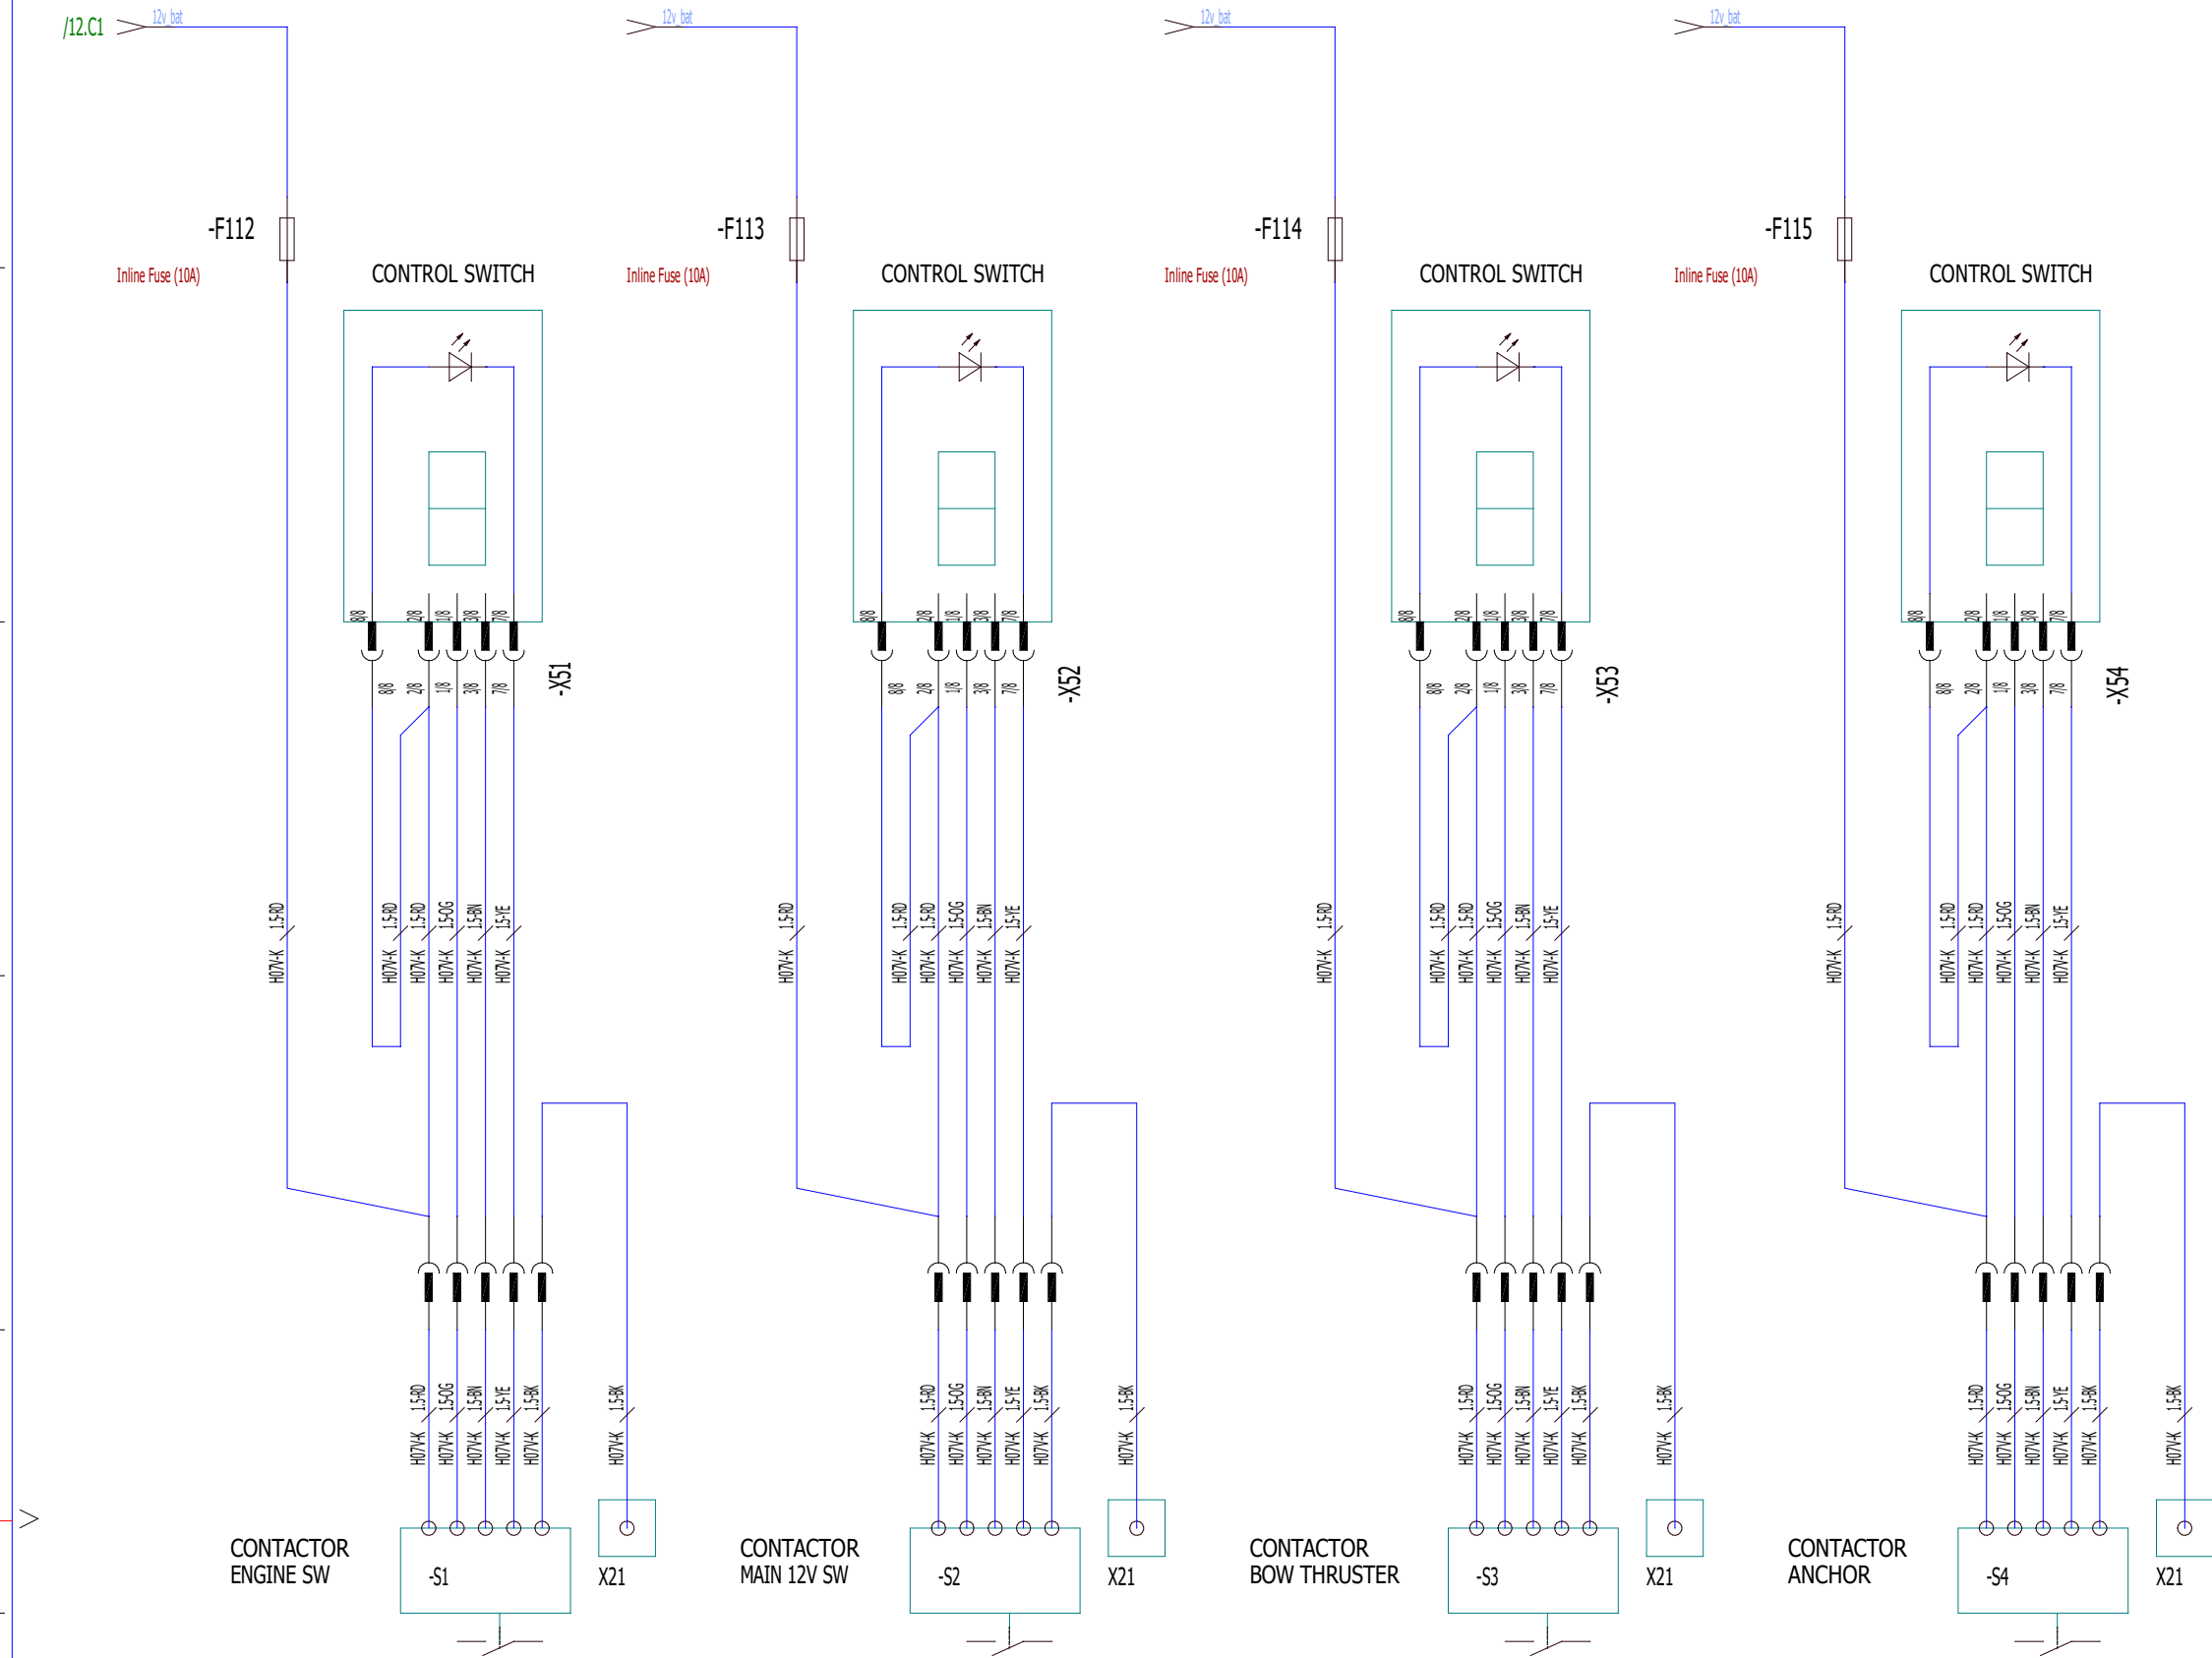 /12.C1 12v_bat 12v_bat 12v_bat 12v_bat
-F112 -F113 -F114 -F115
Inline Fuse (10A) CONTROL SWITCH Inline Fuse (10A) CONTROL SWITCH Inline Fuse (10A) CONTROL SWITCH Inline Fuse (10A) CONTROL SWITCH
8/8 2/8 1/8 3/8 7/8 8/8 2/8 1/8 3/8 7/8 8/8 2/8 1/8 3/8 7/8 8/8 2/8 1/8 3/8 7/8
8/8 2/8 1/8 3/8 7/8 -X51 8/8 2/8 1/8 3/8 7/8 -X52 8/8 2/8 1/8 3/8 7/8 -X53 8/8 2/8 1/8 3/8 7/8 -X54
H07V-K 1.5-RD
H07V-K 1.5-RD
H07V-K 1.5-RD
H07V-K 1.5-OG
H07V-K 1.5-BN
H07V-K 1.5-YE
H07V-K 1.5-RD
H07V-K 1.5-RD
H07V-K 1.5-RD
H07V-K 1.5-OG
H07V-K 1.5-BN
H07V-K 1.5-YE
H07V-K 1.5-RD
H07V-K 1.5-RD
H07V-K 1.5-RD
H07V-K 1.5-OG
H07V-K 1.5-BN
H07V-K 1.5-YE
H07V-K 1.5-RD
H07V-K 1.5-RD
H07V-K 1.5-RD
H07V-K 1.5-OG
H07V-K 1.5-BN
H07V-K 1.5-YE
H07V-K 1.5-RD
H07V-K 1.5-OG
H07V-K 1.5-BN
H07V-K 1.5-YE
H07V-K 1.5-BK
H07V-K 1.5-BK
H07V-K 1.5-RD
H07V-K 1.5-OG
H07V-K 1.5-BN
H07V-K 1.5-YE
H07V-K 1.5-BK
H07V-K 1.5-BK
H07V-K 1.5-RD
H07V-K 1.5-OG
H07V-K 1.5-BN
H07V-K 1.5-YE
H07V-K 1.5-BK
H07V-K 1.5-BK
H07V-K 1.5-RD
H07V-K 1.5-OG
H07V-K 1.5-BN
H07V-K 1.5-YE
H07V-K 1.5-BK
H07V-K 1.5-BK
CONTACTOR
ENGINE SW
-S1
X21
CONTACTOR
MAIN 12V SW
-S2
X21
CONTACTOR
BOW THRUSTER
-S3
X21
CONTACTOR
ANCHOR
-S4
X21